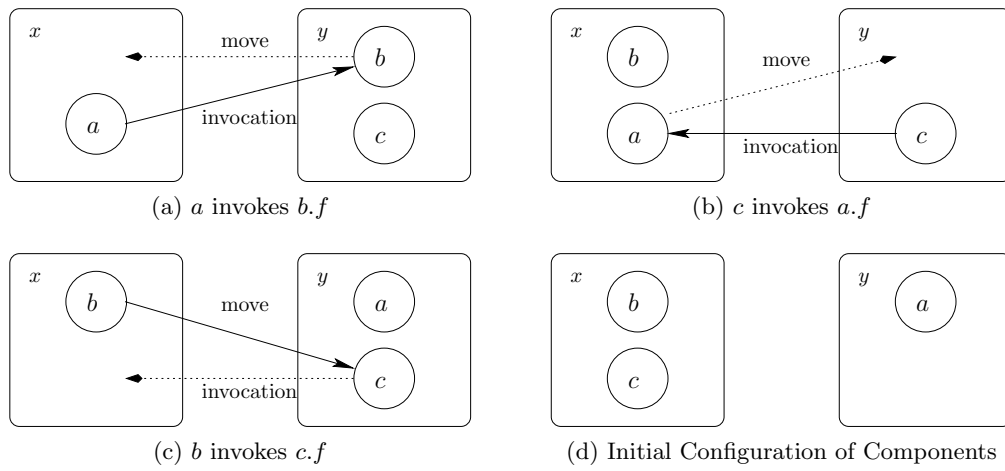 x
move
y
b
a
invocation
c
(a) a invokes b.f
x
b
move
y
a
invocation
c
(b) c invokes a.f
x
b
move
y
a
invocation
c
(c) b invokes c.f
x
b
c
y
a
(d) Initial Configuration of Components